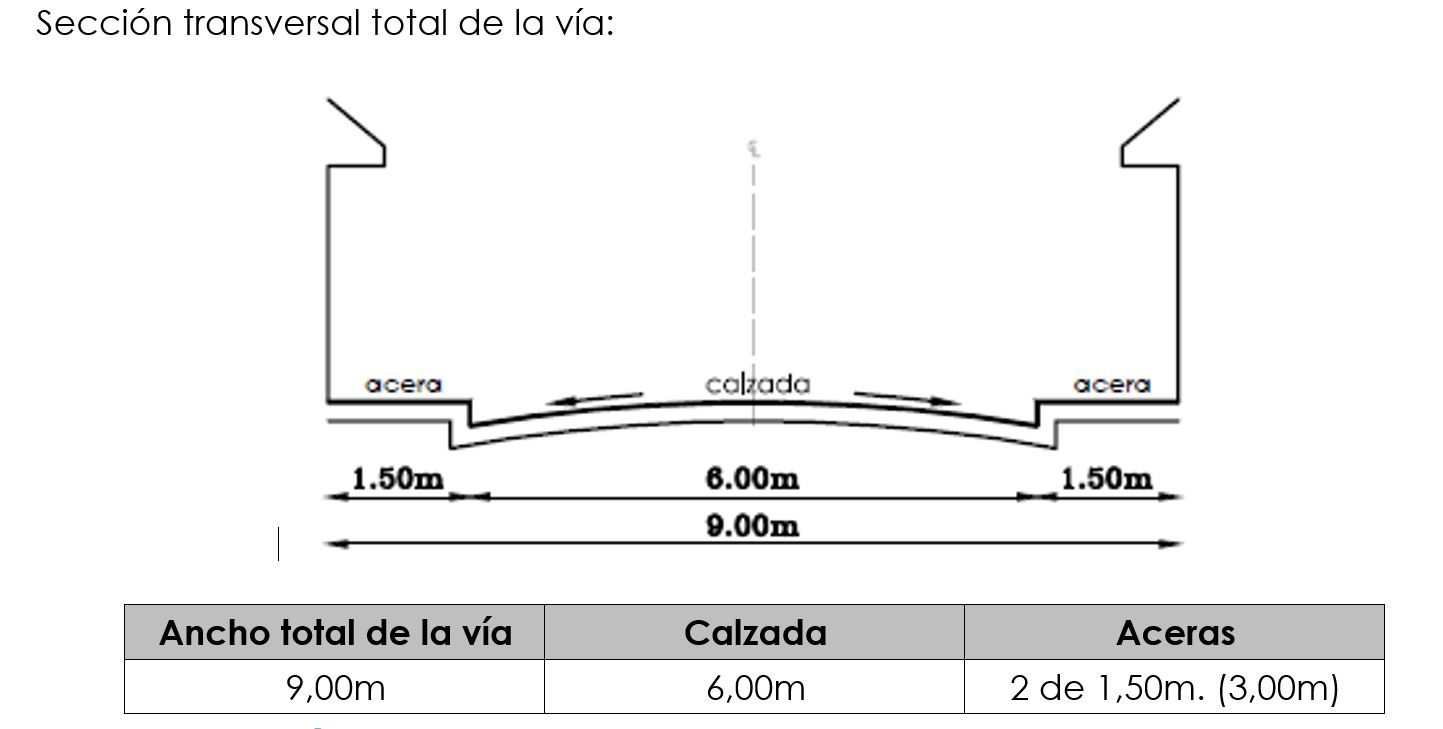 Sección transversal total de la vía:
℄
acera calzada acera
1.50m 6.00m 1.50m
9.00m
Ancho total de la vía Calzada Aceras
9,00m 6,00m 2 de 1,50m. (3,00m)